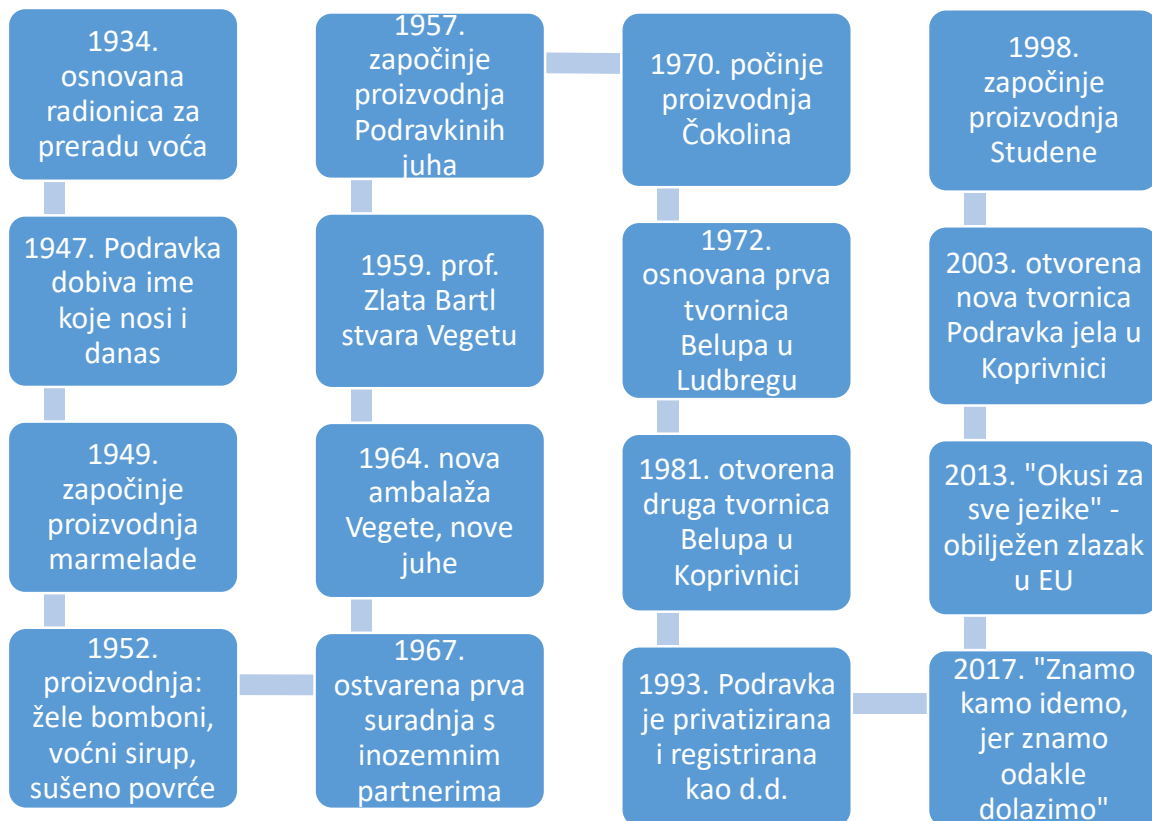 1934.
osnovana
radionica za
preradu voća
1947. Podravka
dobiva ime
koje nosi i
danas
1949.
započinje
proizvodnja
marmelade
1952.
proizvodnja:
žele bomboni,
voćni sirup,
sušeno povrće
1957.
započinje
proizvodnja
Podravkinih
juha
1959. prof.
Zlata Bartl
stvara Vegetu
1964. nova
ambalaža
Vegete, nove
juhe
1967.
ostvarena prva
suradnja s
inozemnim
partnerima
1970. počinje
proizvodnja
Čokolina
1972.
osnovana prva
tvornica
Belupa u
Ludbregu
1981. otvorena
druga tvornica
Belupa u
Koprivnici
1993. Podravka
je privatizirana
i registrirana
kao d.d.
1998.
započinje
proizvodnja
Studene
2003. otvorena
nova tvornica
Podravka jela u
Koprivnici
2013. "Okusi za
sve jezike" -
obilježen zlazak
u EU
2017. "Znamo
kamo idemo,
jer znamo
odakle
dolazimo"